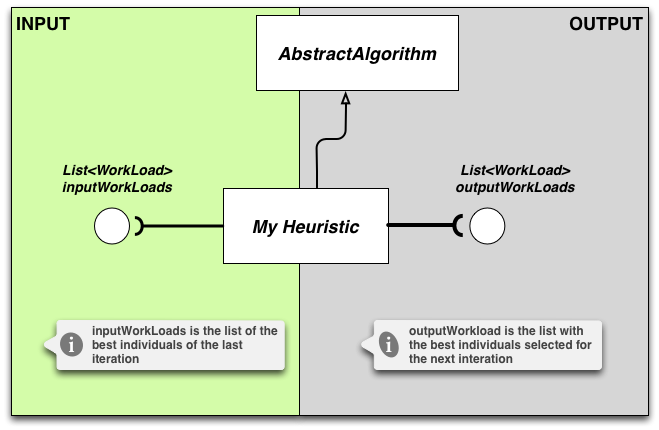 INPUT
OUTPUT
AbstractAlgorithm
List<WorkLoad>
inputWorkLoads
List<WorkLoad>
outputWorkLoads
My Heuristic
inputWorkLoads is the list of the
best individuals of the last
iteration
outputWorkload is the list with
the best individuals selected for
the next interation